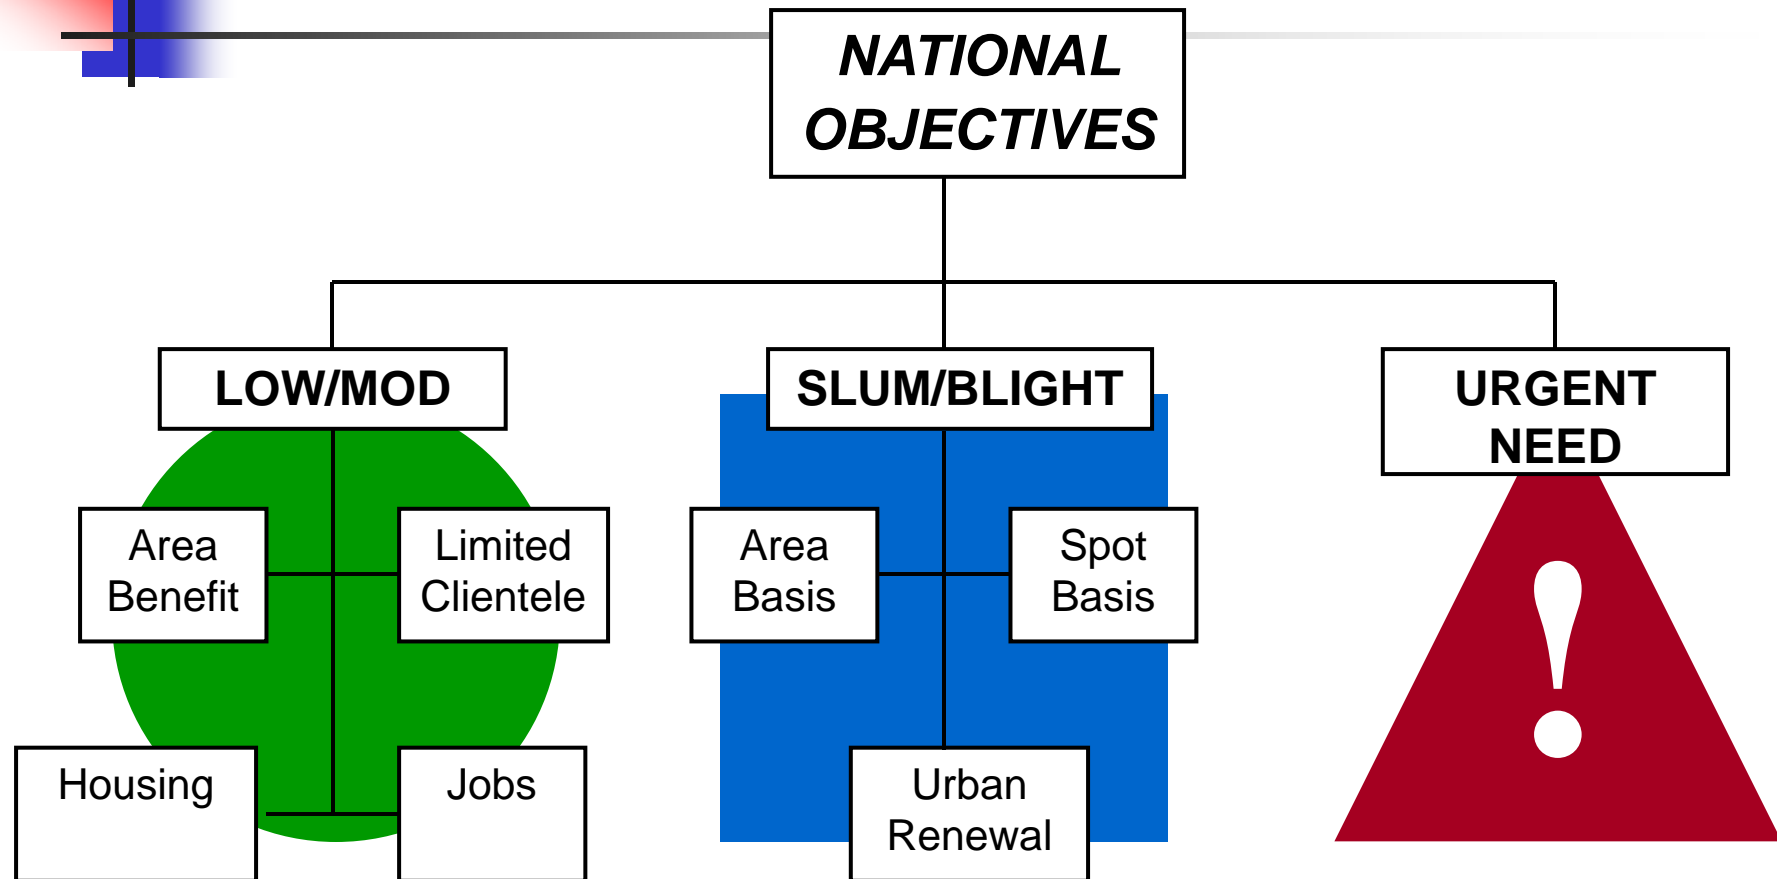 NATIONAL
OBJECTIVES
LOW/MOD
SLUM/BLIGHT
URGENT
NEED
Area
Benefit
Limited
Clientele
Area
Basis
Spot
Basis
!
Housing
Jobs
Urban
Renewal